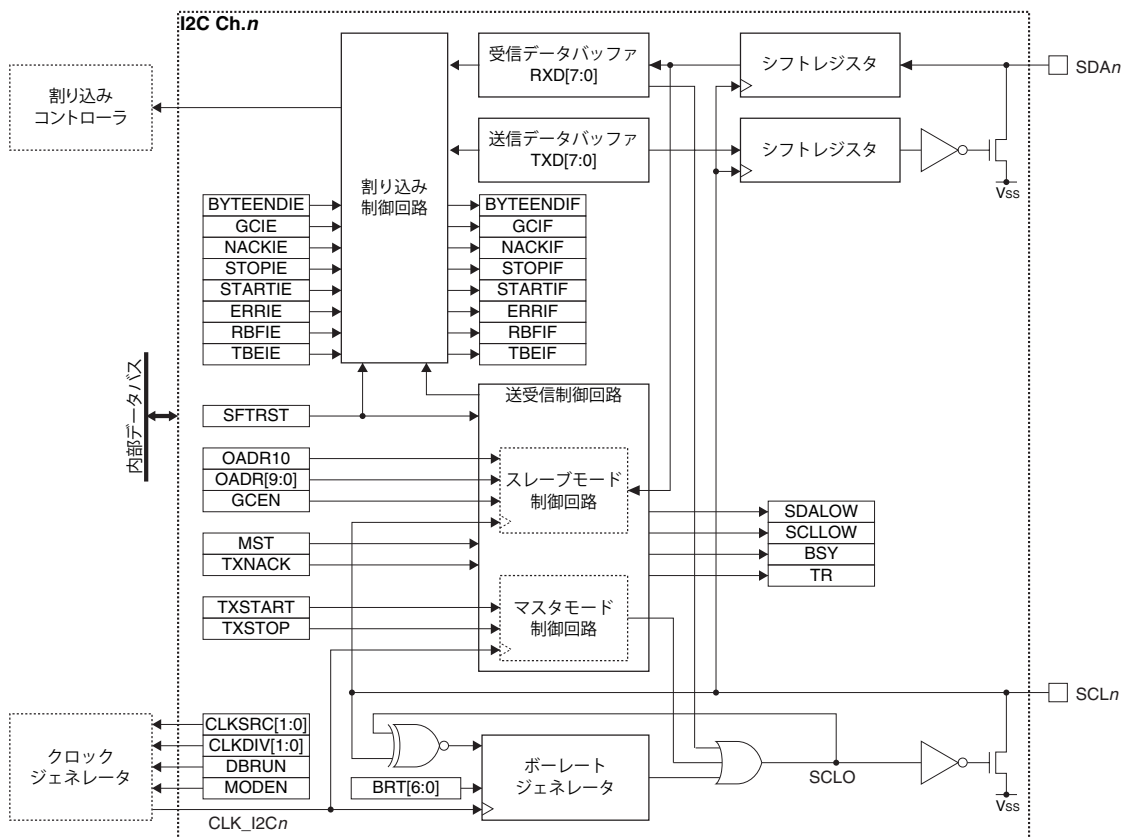 I2C Ch.n
割り込み
コントローラ
割り込み
制御回路
受信データバッファ
RXD[7:0]
シフトレジスタ
SDAn
送信データバッファ
TXD[7:0]
シフトレジスタ
VSS
BYTEENDIE
GCIE
NACKIE
STOPIE
STARTIE
ERRIE
RBFIE
TBEIE
BYTEENDIF
GCIF
NACKIF
STOPIF
STARTIF
ERRIF
RBFIF
TBEIF
内部データバス
SFTRST
送受信制御回路
OADR10
OADR[9:0]
GCEN
スレーブモード
制御回路
MST
TXNACK
SDALOW
SCLLOW
BSY
TR
TXSTART
TXSTOP
マスタモード
制御回路
SCLn
クロック
ジェネレータ
CLKSRC[1:0]
CLKDIV[1:0]
DBRUN
MODEN
BRT[6:0]
ボーレート
ジェネレータ
SCLO
VSS
CLK_I2Cn